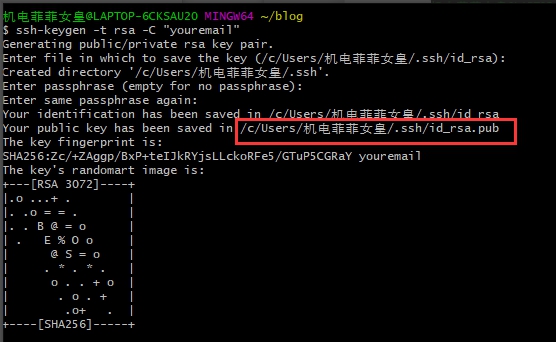 机电菲菲女皇@LAPTOP-6CKSAU2O MINGW64 ~/blog
$ ssh-keygen -t rsa -C "youremail"
Generating public/private rsa key pair.
Enter file in which to save the key (/c/Users/机电菲菲女皇/.ssh/id_rsa):
Created directory '/c/Users/机电菲菲女皇/.ssh'.
Enter passphrase (empty for no passphrase):
Enter same passphrase again:
Your identification has been saved in /c/Users/机电菲菲女皇/.ssh/id_rsa
Your public key has been saved in /c/Users/机电菲菲女皇/.ssh/id_rsa.pub
The key fingerprint is:
SHA256:Zc/+ZAggp/BxP+teIJkRYjsLLckoRFe5/GTuP5CGRaY youremail
The key's randomart image is:
+---[RSA 3072]----+
|.o ...+ .        |
|. .o = = .       |
|. . B @ = o      |
| .   E % O o     |
|      @ S = o    |
|     . * . * .   |
|      o . . + o  |
|       . o . +   |
|        .o+   .  |
+----[SHA256]-----+